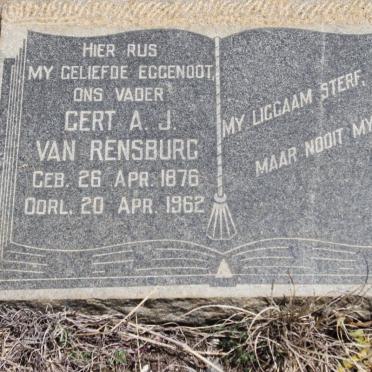 HIER RUS
MY GELIEFDE EGGENOOT,
ONS VADER
GERT A. J.
VAN RENSBURG
GEB. 26 APR. 1876
OORL. 20 APR. 1962
MY LIGGAAM STERF,
MAAR NOOIT MY